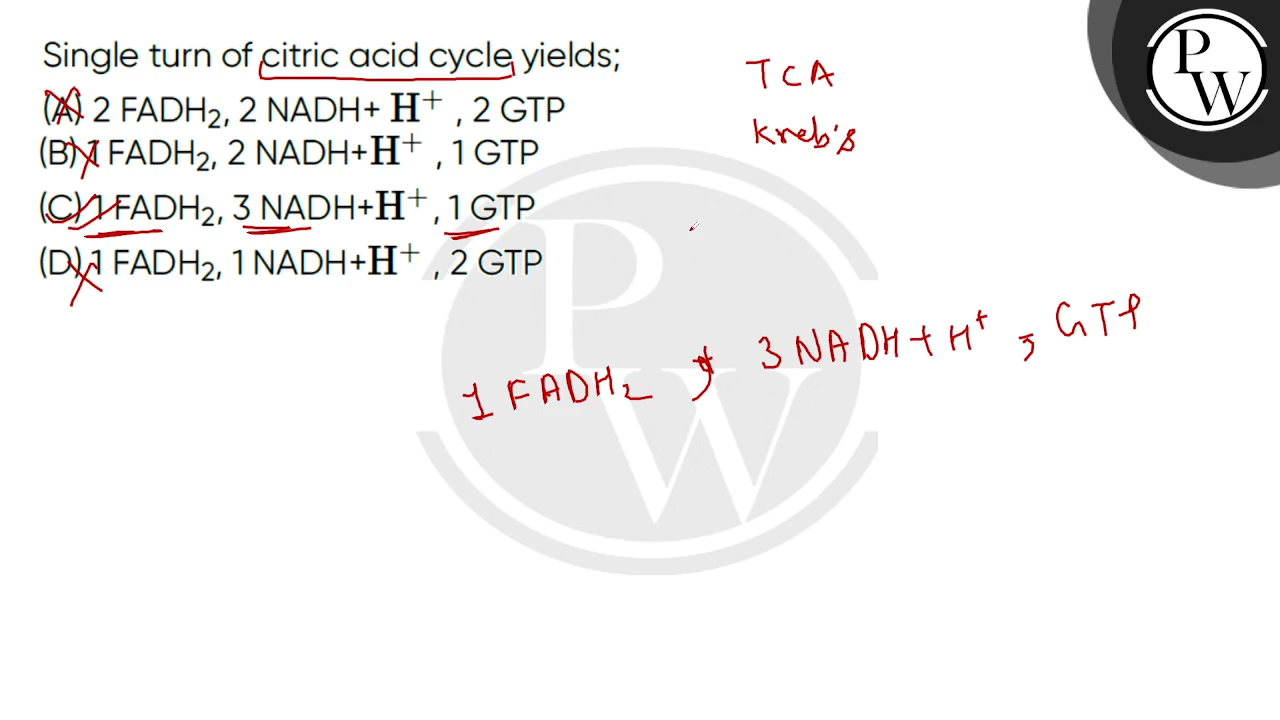 Single turn of citric acid cycle yields;
(A) 2 FADH₂, 2 NADH+ H⁺ , 2 GTP
(B) 1 FADH₂, 2 NADH+H⁺ , 1 GTP
(C) 1 FADH₂, 3 NADH+H⁺, 1 GTP
(D) 1 FADH₂, 1 NADH+H⁺ , 2 GTP
TCA
Kreb's
1 FADH₂ , 3 NADH+H⁺ , GTP
PW
PW